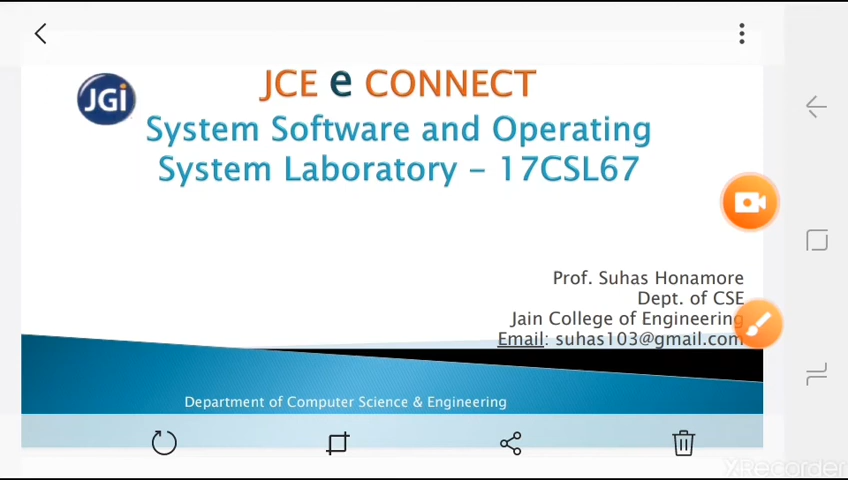 JGi
JCE e CONNECT
System Software and Operating
System Laboratory – 17CSL67
Prof. Suhas Honamore
Dept. of CSE
Jain College of Engineering
Email: suhas103@gmail.com
Department of Computer Science & Engineering
XRecorder